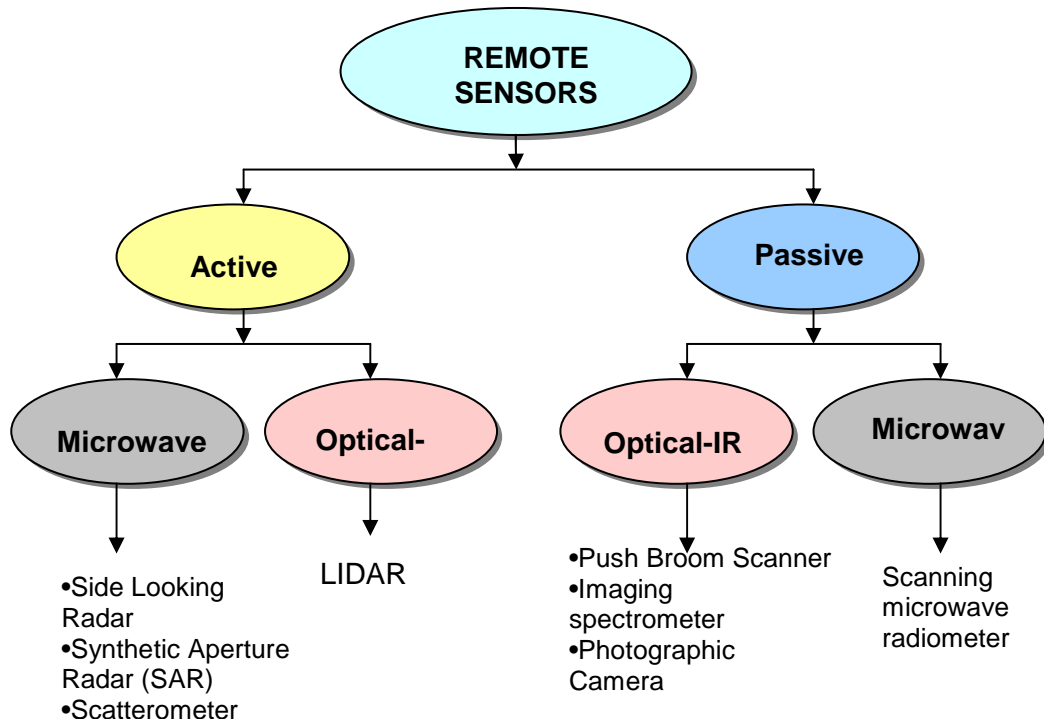 REMOTE
SENSORS
Active
Passive
Microwave
Optical-
Optical-IR
Microwav
•Side Looking
Radar
•Synthetic Aperture
Radar (SAR)
•Scatterometer
LIDAR
•Push Broom Scanner
•Imaging
spectrometer
•Photographic
Camera
Scanning
microwave
radiometer